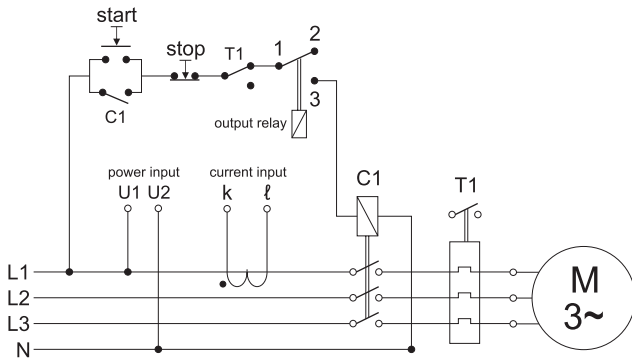 start
stop
T1
1
2
3
C1
output relay
power input
U1 U2
current input
k ℓ
C1
T1
L1
L2
L3
N
M
3~